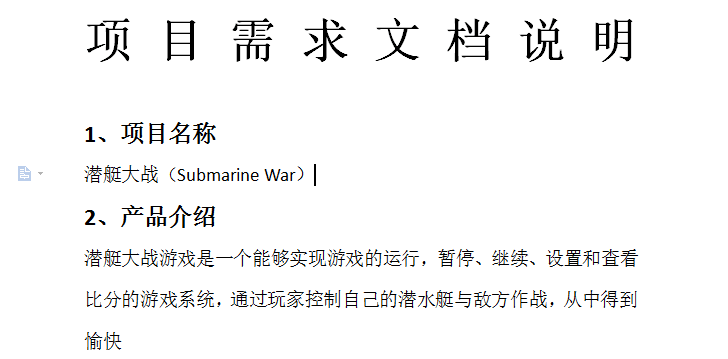 项目需求文档说明
1、项目名称
潜艇大战（Submarine War）
2、产品介绍
潜艇大战游戏是一个能够实现游戏的运行，暂停、继续、设置和查看
比分的游戏系统，通过玩家控制自己的潜水艇与敌方作战，从中得到
愉快